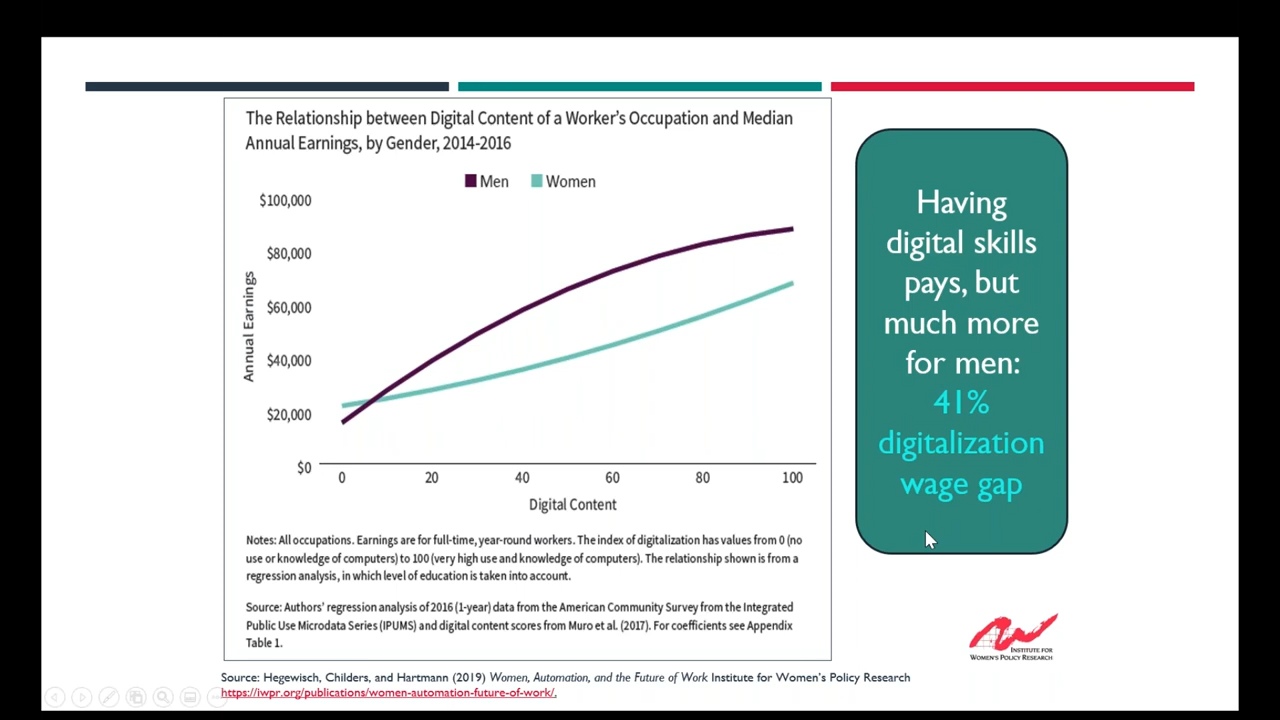 The Relationship between Digital Content of a Worker's Occupation and Median
Annual Earnings, by Gender, 2014-2016
Men
Women
$100,000
$80,000
$60,000
$40,000
$20,000
$0
Annual Earnings
0
20
40
60
80
100
Digital Content
Notes: All occupations. Earnings are for full-time, year-round workers. The index of digitalization has values from 0 (no
use or knowledge of computers) to 100 (very high use and knowledge of computers). The relationship shown is from a
regression analysis, in which level of education is taken into account.
Source: Authors' regression analysis of 2016 (1-year) data from the American Community Survey from the Integrated
Public Use Microdata Series (IPUMS) and digital content scores from Muro et al. (2017). For coefficients see Appendix
Table 1.
Having
digital skills
pays, but
much more
for men:
41%
digitalization
wage gap
INSTITUTE FOR
WOMEN'S POLICY RESEARCH
Source: Hegewisch, Childers, and Hartmann (2019) Women, Automation, and the Future of Work Institute for Women's Policy Research
https://iwpr.org/publications/women-automation-future-of-work/.